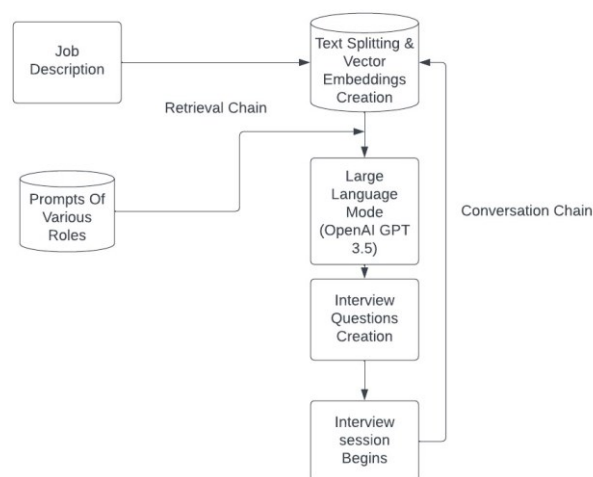 Job
Description
Text Splitting &
Vector
Embeddings
Creation
Retrieval Chain
Prompts Of
Various
Roles
Large
Language
Mode
(OpenAI GPT
3.5)
Conversation Chain
Interview
Questions
Creation
Interview
session
Begins